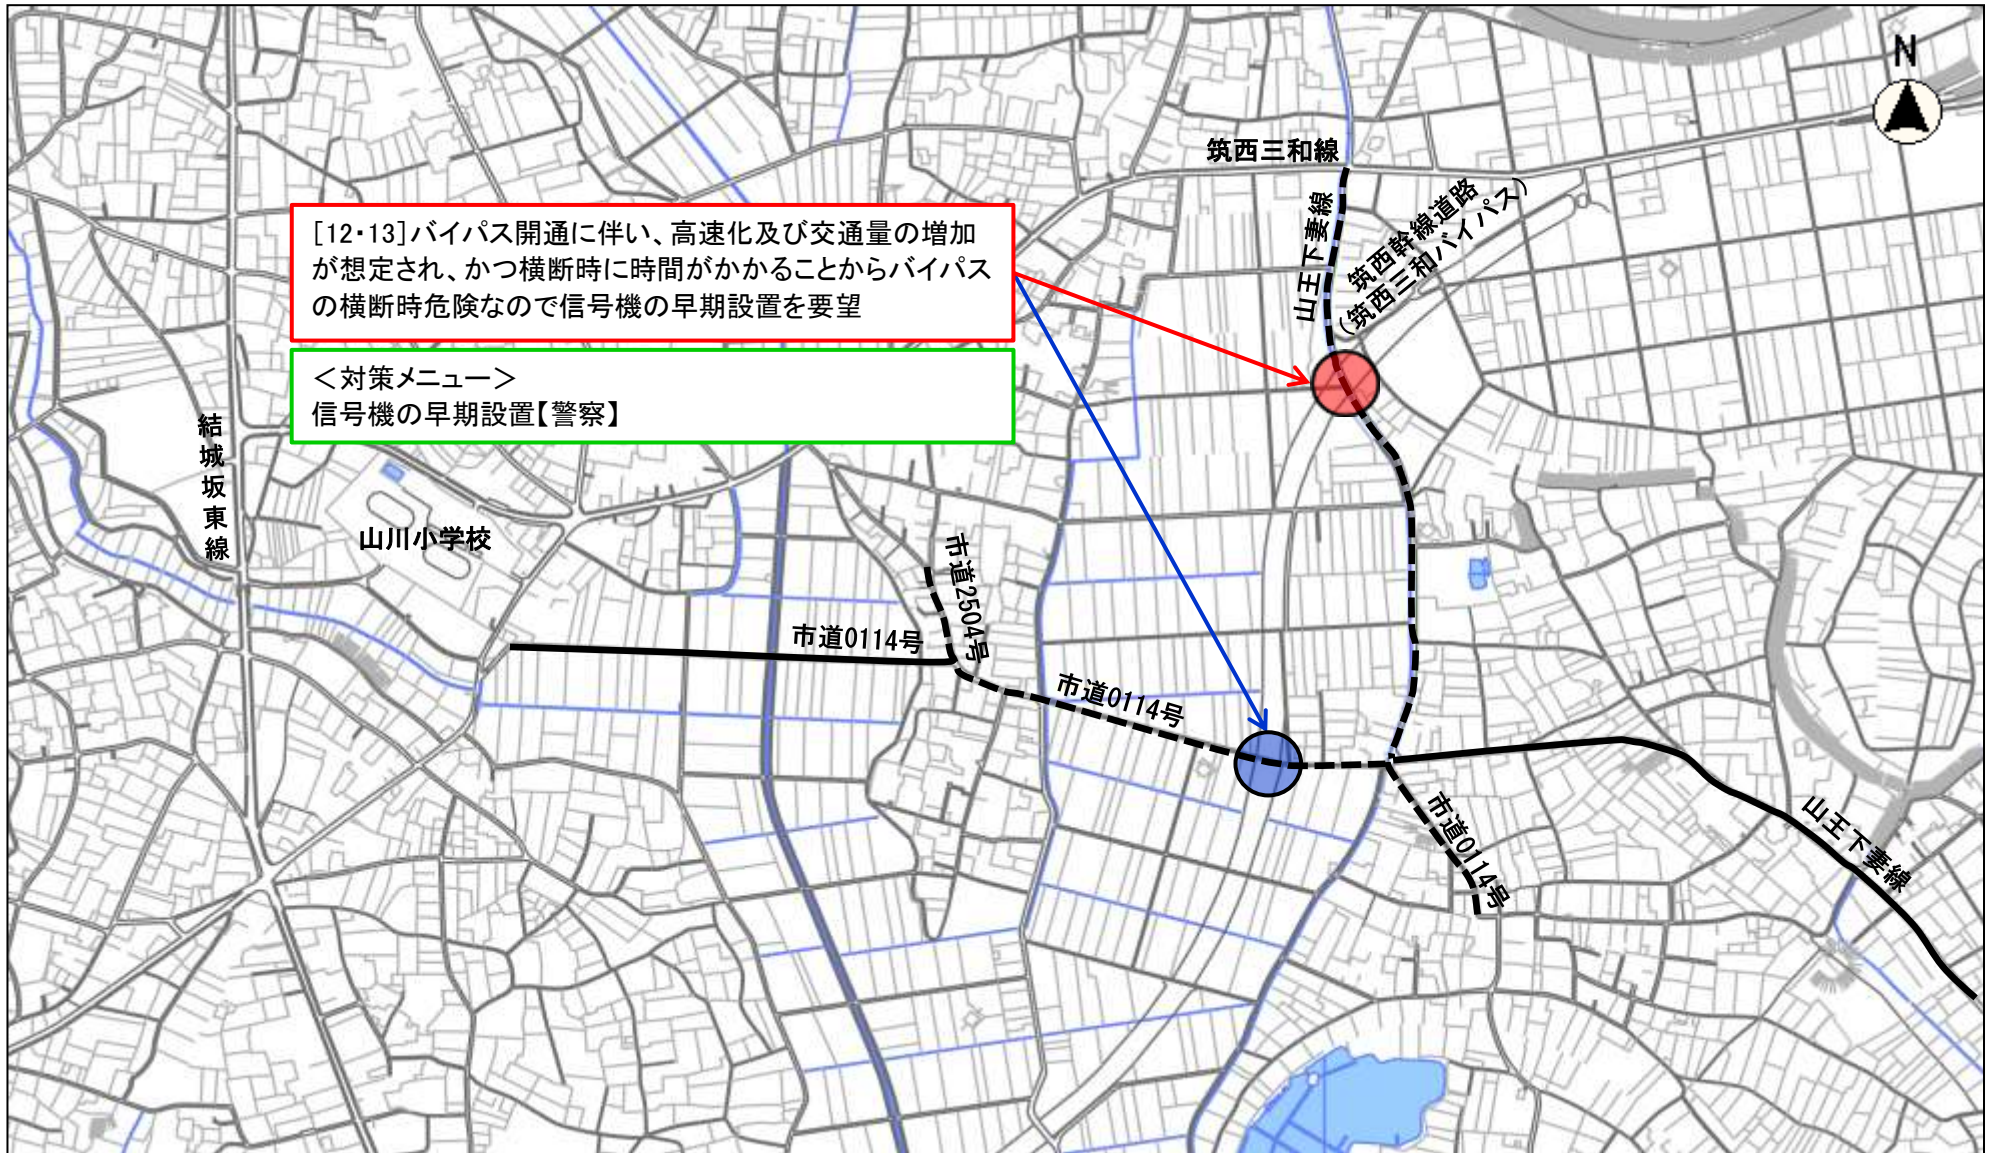 N
筑西三和線
山王下妻線
筑西幹線道路
(筑西三和バイパス)
[12・13]バイパス開通に伴い、高速化及び交通量の増加
が想定され、かつ横断時に時間がかかることからバイパス
の横断時危険なので信号機の早期設置を要望
＜対策メニュー＞
信号機の早期設置【警察】
結城坂東線
山川小学校
市道2504号
市道0114号
市道0114号
市道0114号
山王下妻線